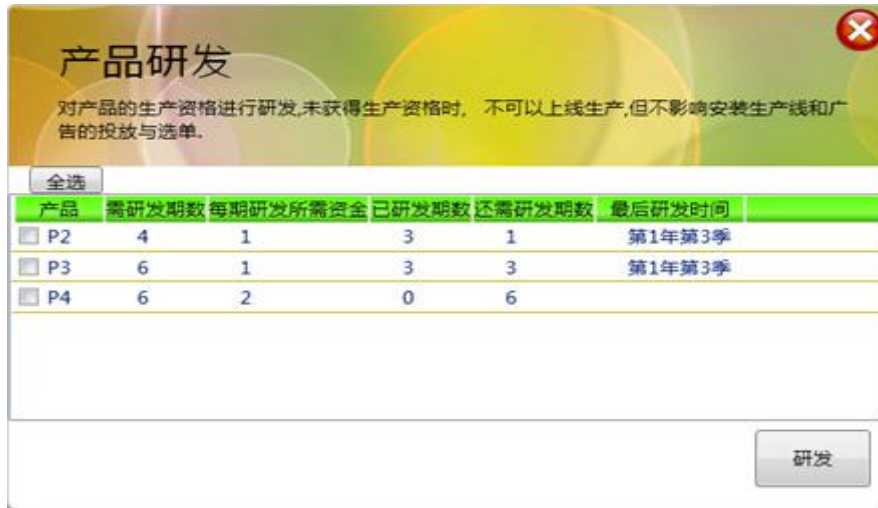 产品研发
对产品的生产资格进行研发,未获得生产资格时, 不可以上线生产,但不影响安装生产线和广
告的投放与选单.
全选
产品 需研发期数 每期研发所需资金 已研发期数 还需研发期数 最后研发时间
P2 4 1 3 1 第1年第3季
P3 6 1 3 3 第1年第3季
P4 6 2 0 6
研发